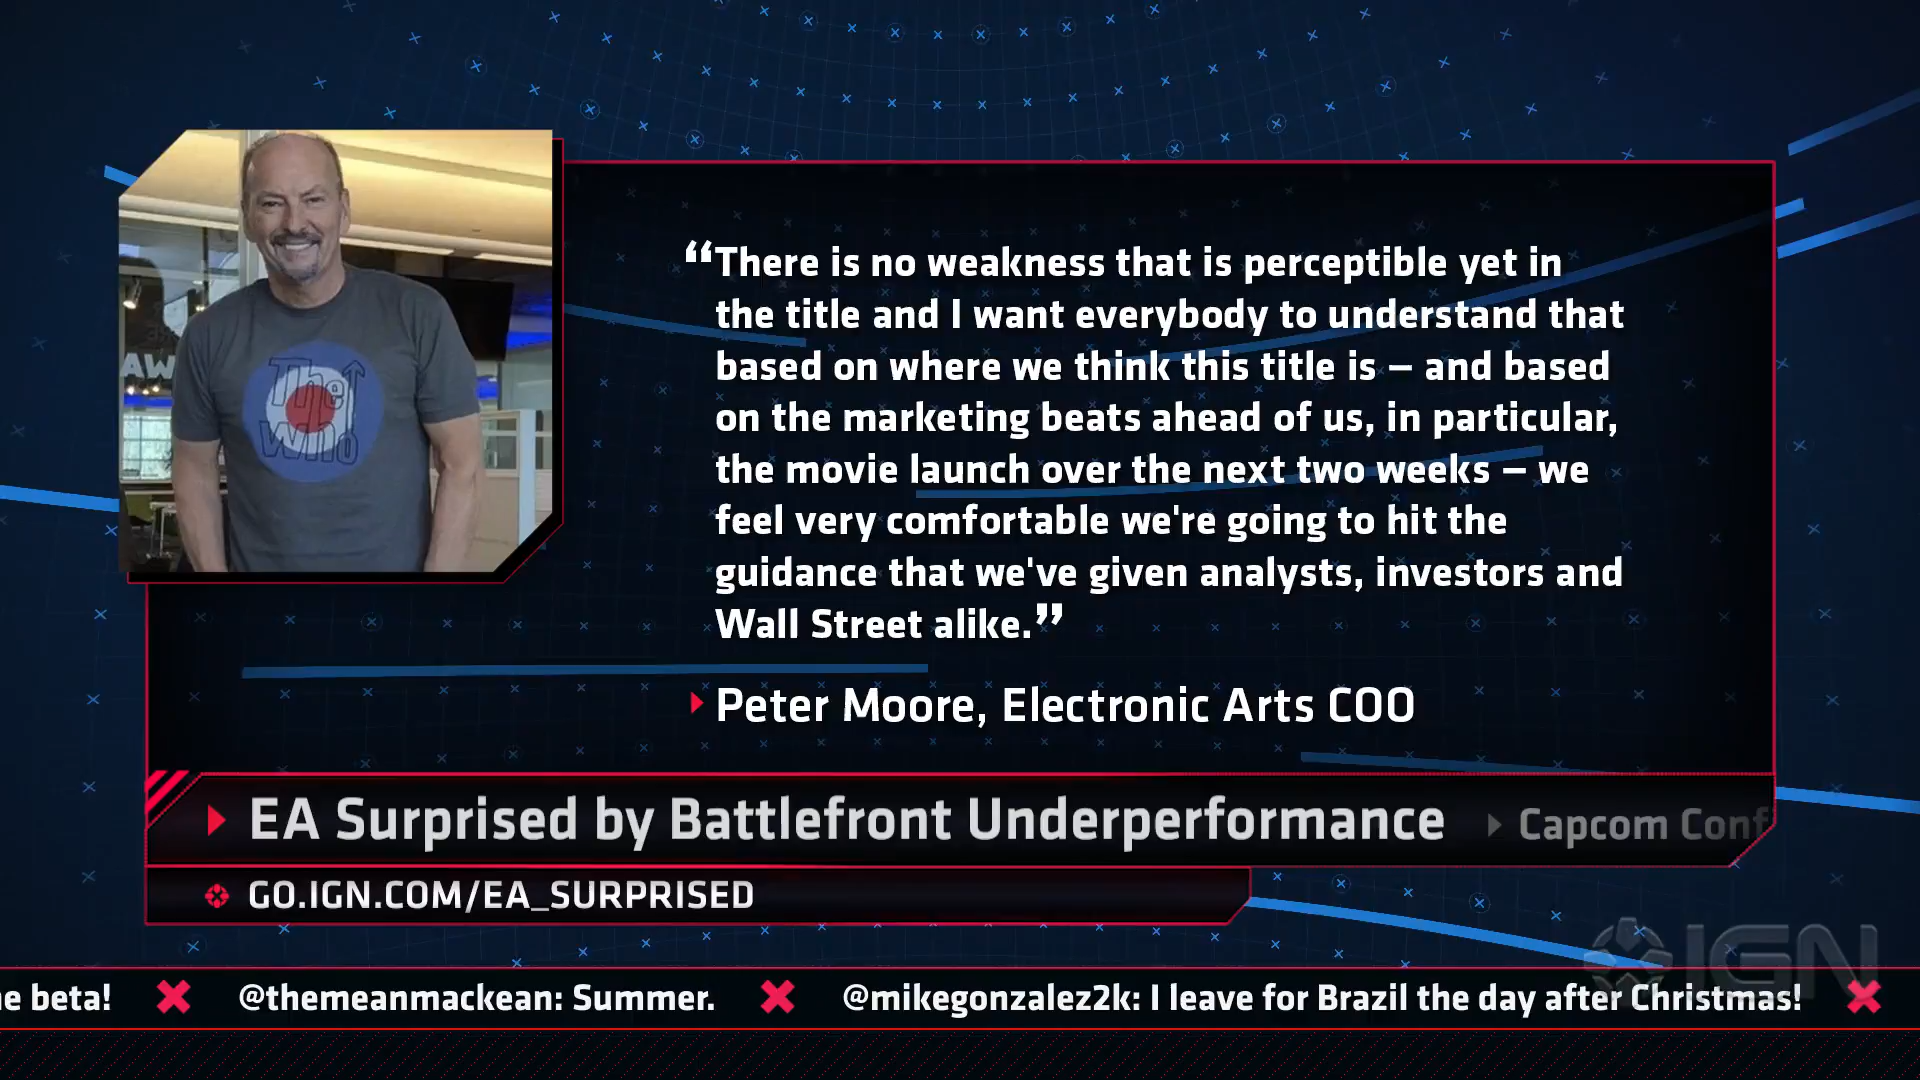 The
Who
AW
“There is no weakness that is perceptible yet in
the title and I want everybody to understand that
based on where we think this title is – and based
on the marketing beats ahead of us, in particular,
the movie launch over the next two weeks – we
feel very comfortable we're going to hit the
guidance that we've given analysts, investors and
Wall Street alike.”
Peter Moore, Electronic Arts COO
EA Surprised by Battlefront Underperformance
Capcom Conf
GO.IGN.COM/EA_SURPRISED
IGN
e beta!
@themeanmackean: Summer.
@mikegonzalez2k: I leave for Brazil the day after Christmas!